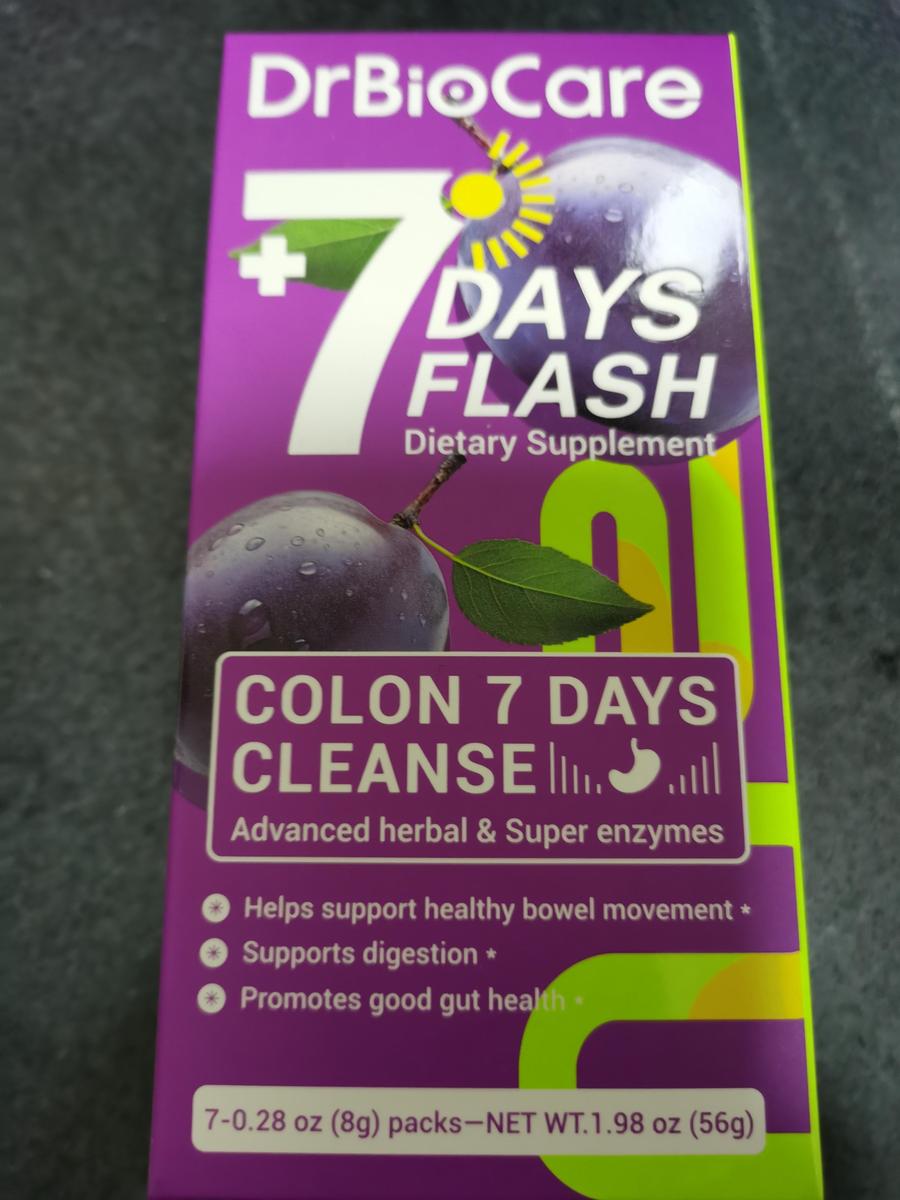 DrBioCare
+7 DAYS
FLASH
Dietary Supplement
COLON 7 DAYS
CLEANSE
Advanced herbal & Super enzymes
Helps support healthy bowel movement *
Supports digestion *
Promotes good gut health *
7-0.28 oz (8g) packs—NET WT.1.98 oz (56g)